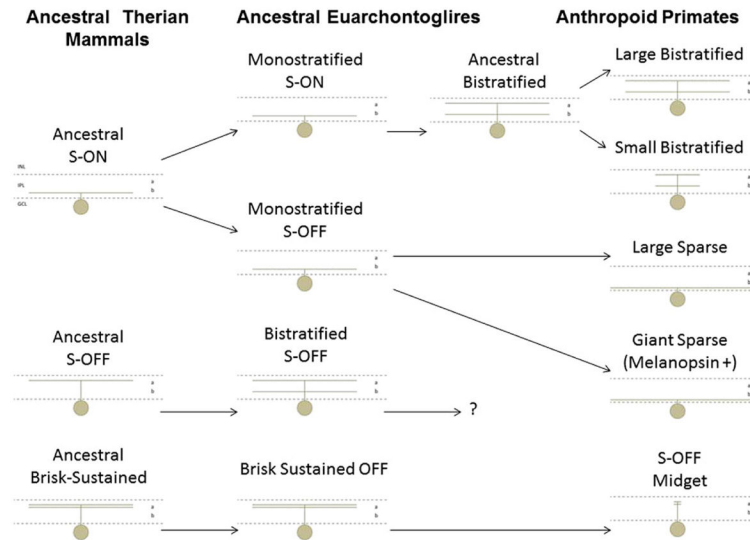 Ancestral Therian Mammals
Ancestral Euarchontoglires
Anthropoid Primates
Ancestral
S-ON
INL
IPL
GCL
a
b
Monostratified
S-ON
a
b
Ancestral
Bistratified
a
b
Large Bistratified
a
b
Small Bistratified
a
b
Monostratified
S-OFF
a
b
Large Sparse
a
b
Giant Sparse
(Melanopsin +)
a
b
Ancestral
S-OFF
a
b
Bistratified
S-OFF
a
b
?
Ancestral
Brisk-Sustained
a
b
Brisk Sustained OFF
a
b
S-OFF
Midget
a
b